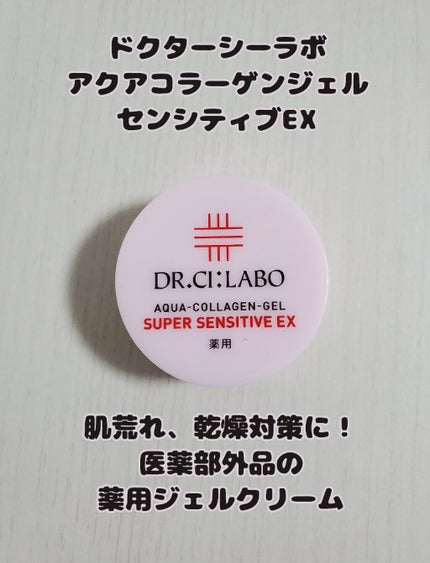 ドクターシーラボ
アクアコラーゲンジェル
センシティブEX
DR.CI:LABO
AQUA-COLLAGEN-GEL
SUPER SENSITIVE EX
薬用
肌荒れ、乾燥対策に！
医薬部外品の
薬用ジェルクリーム